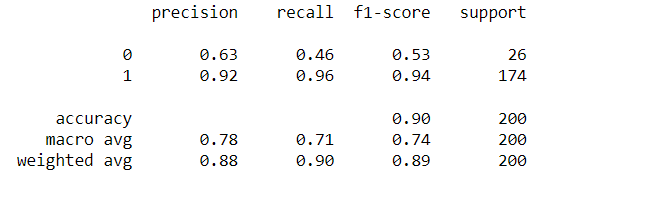 precision recall f1-score support
0 0.63 0.46 0.53 26
1 0.92 0.96 0.94 174
accuracy 0.90 200
macro avg 0.78 0.71 0.74 200
weighted avg 0.88 0.90 0.89 200